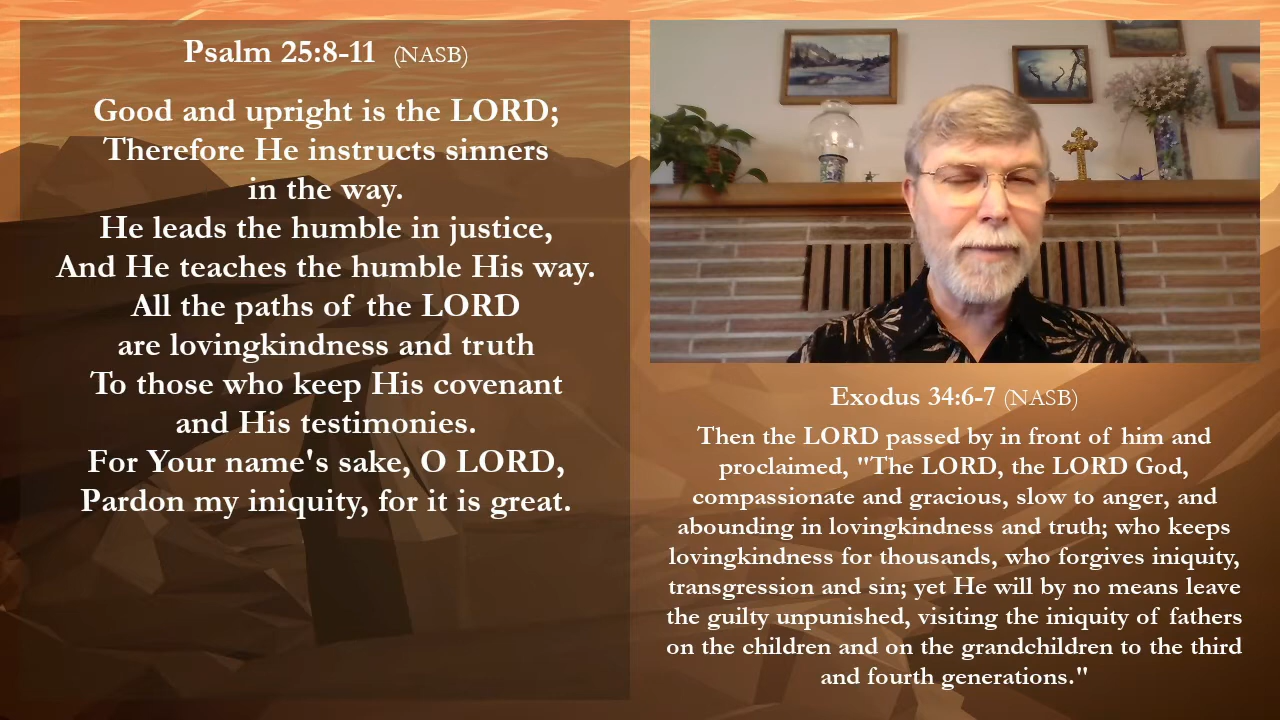 Psalm 25:8-11 (NASB)
Good and upright is the LORD;
Therefore He instructs sinners
in the way.
He leads the humble in justice,
And He teaches the humble His way.
All the paths of the LORD
are lovingkindness and truth
To those who keep His covenant
and His testimonies.
For Your name's sake, O LORD,
Pardon my iniquity, for it is great.
Exodus 34:6-7 (NASB)
Then the LORD passed by in front of him and
proclaimed, "The LORD, the LORD God,
compassionate and gracious, slow to anger, and
abounding in lovingkindness and truth; who keeps
lovingkindness for thousands, who forgives iniquity,
transgression and sin; yet He will by no means leave
the guilty unpunished, visiting the iniquity of fathers
on the children and on the grandchildren to the third
and fourth generations."